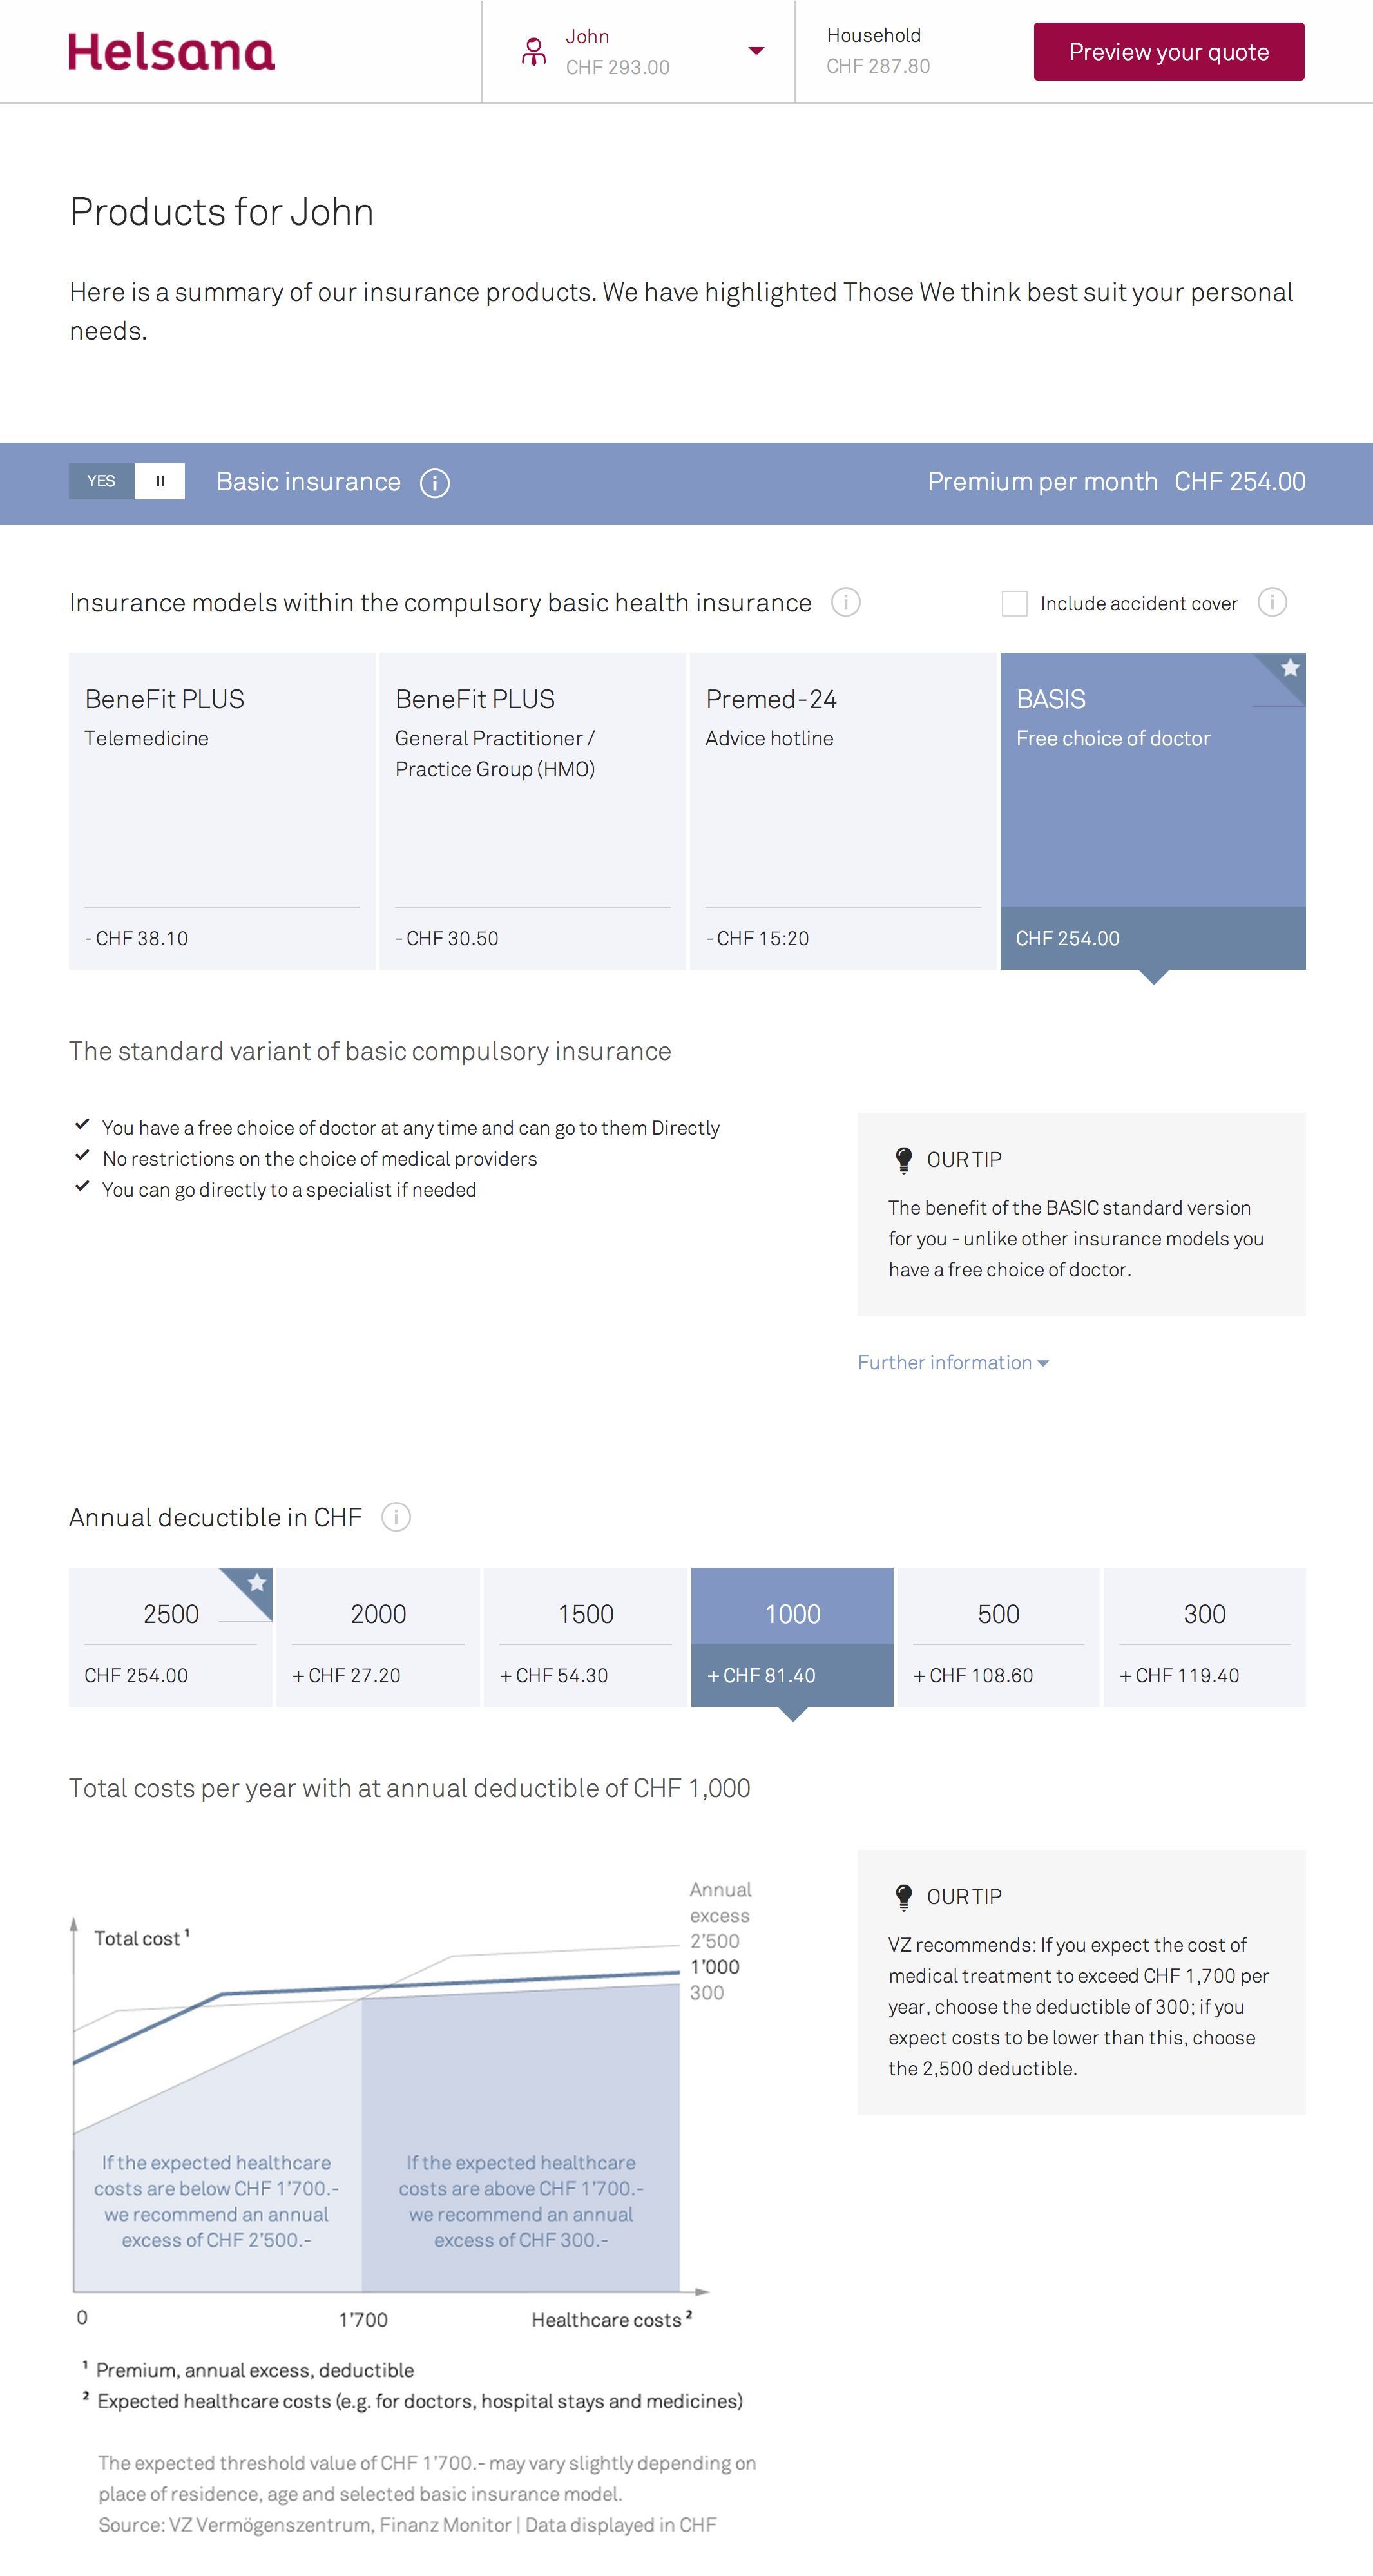 Helsana
John
CHF 293.00
Household
CHF 287.80
Preview your quote
Products for John
Here is a summary of our insurance products. We have highlighted Those We think best suit your personal
needs.
YES
Basic insurance
i
Premium per month CHF 254.00
Insurance models within the compulsory basic health insurance
i
Include accident cover
i
BeneFit PLUS
Telemedicine
- CHF 38.10
BeneFit PLUS
General Practitioner /
Practice Group (HMO)
- CHF 30.50
Premed-24
Advice hotline
- CHF 15:20
BASIS
Free choice of doctor
CHF 254.00
The standard variant of basic compulsory insurance
You have a free choice of doctor at any time and can go to them Directly
No restrictions on the choice of medical providers
You can go directly to a specialist if needed
OUR TIP
The benefit of the BASIC standard version
for you - unlike other insurance models you
have a free choice of doctor.
Further information
Annual decuctible in CHF
i
2500
CHF 254.00
2000
+ CHF 27.20
1500
+ CHF 54.30
1000
+ CHF 81.40
500
+ CHF 108.60
300
+ CHF 119.40
Total costs per year with at annual deductible of CHF 1,000
Total cost ¹
Annual
excess
2'500
1'000
300
If the expected healthcare
costs are below CHF 1'700.-
we recommend an annual
excess of CHF 2'500.-
If the expected healthcare
costs are above CHF 1'700.-
we recommend an annual
excess of CHF 300.-
0
1'700
Healthcare costs ²
¹ Premium, annual excess, deductible
² Expected healthcare costs (e.g. for doctors, hospital stays and medicines)
The expected threshold value of CHF 1'700.- may vary slightly depending on
place of residence, age and selected basic insurance model.
Source: VZ Vermögenszentrum, Finanz Monitor | Data displayed in CHF
OUR TIP
VZ recommends: If you expect the cost of
medical treatment to exceed CHF 1,700 per
year, choose the deductible of 300; if you
expect costs to be lower than this, choose
the 2,500 deductible.